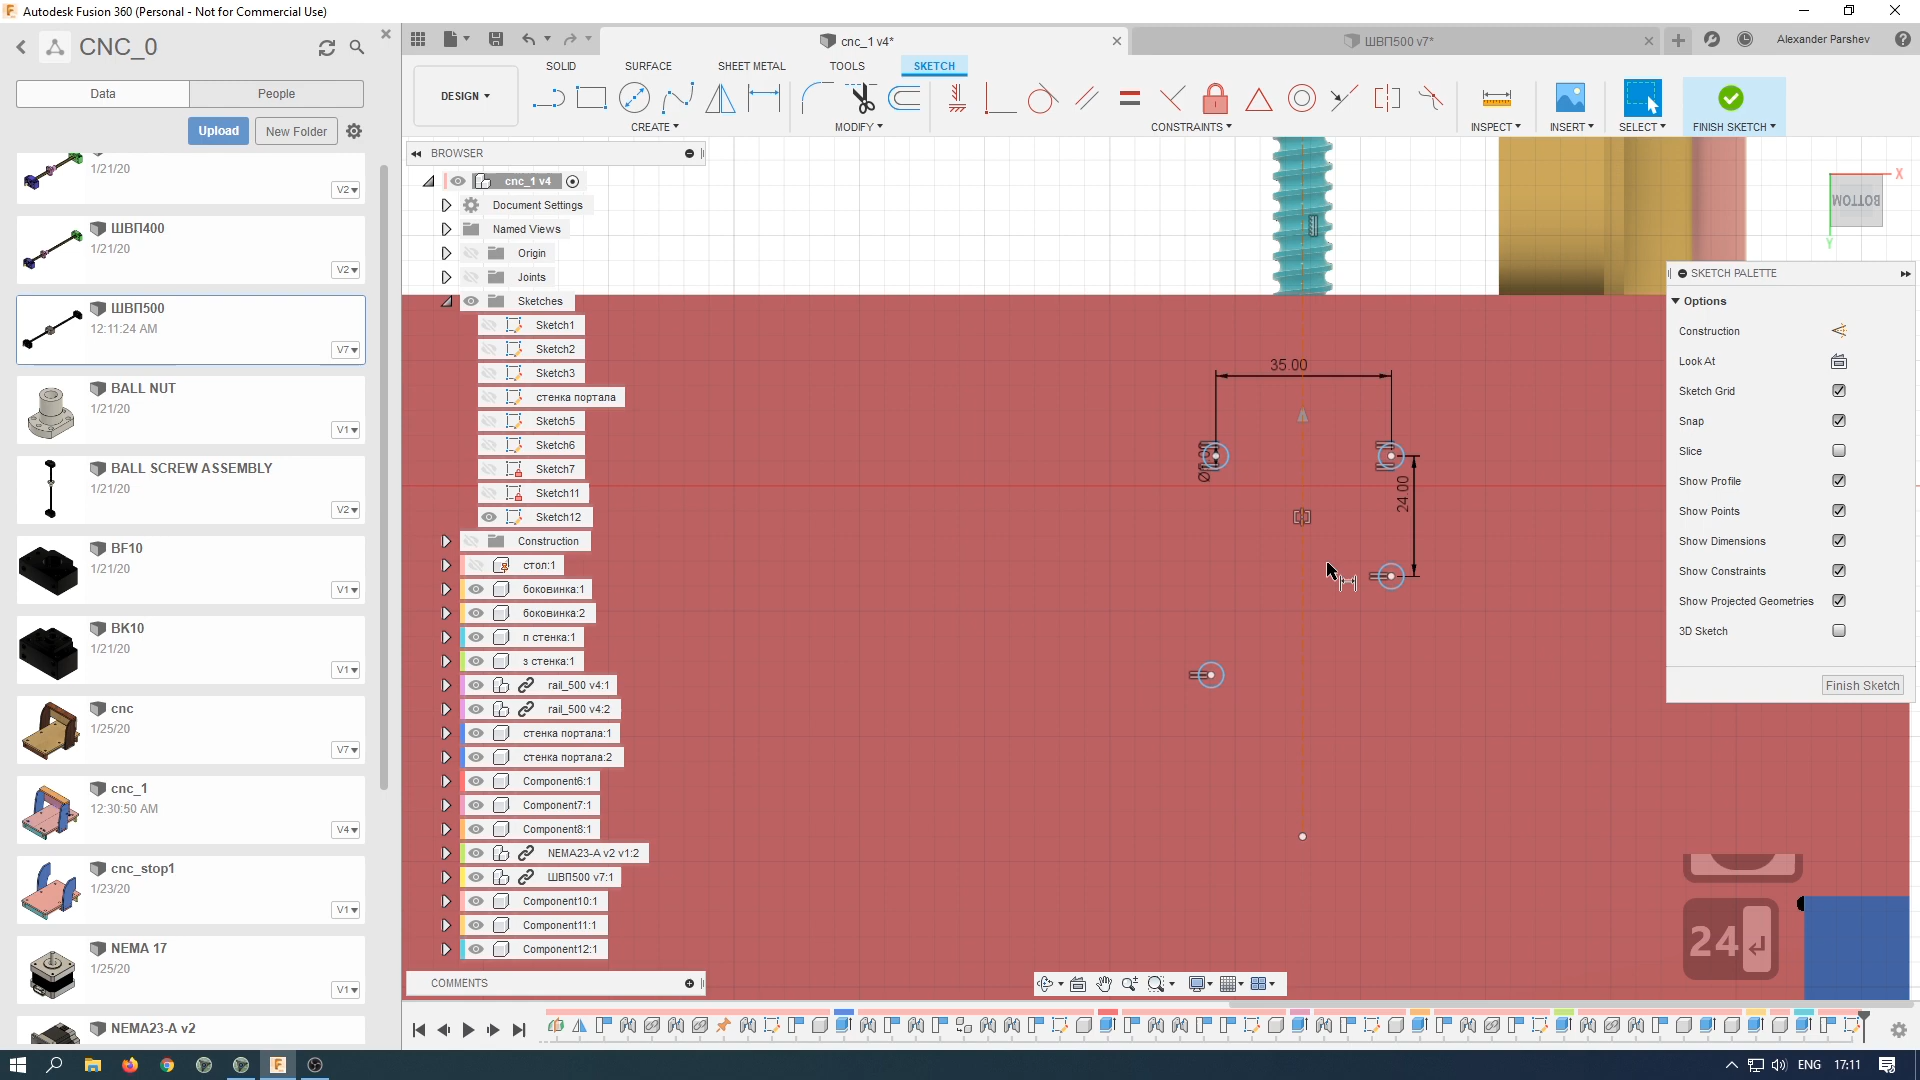 Autodesk Fusion 360 (Personal - Not for Commercial Use)
CNC_0
Data
People
Upload
New Folder
1/21/20
V2
ШВП400
1/21/20
V2
ШВП500
12:11:24 AM
V7
BALL NUT
1/21/20
V1
BALL SCREW ASSEMBLY
1/21/20
V2
BF10
1/21/20
V1
BK10
1/21/20
V1
cnc
1/25/20
V7
cnc_1
12:30:50 AM
V4
cnc_stop1
1/23/20
V1
NEMA 17
1/25/20
V1
NEMA23-A v2
cnc_1 v4*
ШВП500 v7*
Alexander Parshev
DESIGN
SOLID
SURFACE
SHEET METAL
TOOLS
SKETCH
CREATE
MODIFY
CONSTRAINTS
INSPECT
INSERT
SELECT
FINISH SKETCH
BROWSER
cnc_1 v4
Document Settings
Named Views
Origin
Joints
Sketches
Sketch1
Sketch2
Sketch3
стенка портала
Sketch5
Sketch6
Sketch7
Sketch11
Sketch12
Construction
стол:1
боковинка:1
боковинка:2
п стенка:1
з стенка:1
rail_500 v4:1
rail_500 v4:2
стенка портала:1
стенка портала:2
Component6:1
Component7:1
Component8:1
NEMA23-A v2 v1:2
ШВП500 v7:1
Component10:1
Component11:1
Component12:1
COMMENTS
35.00
24.00
X
BOTTOM
Y
SKETCH PALETTE
Options
Construction
Look At
Sketch Grid
Snap
Slice
Show Profile
Show Points
Show Dimensions
Show Constraints
Show Projected Geometries
3D Sketch
Finish Sketch
24
ENG
17:11